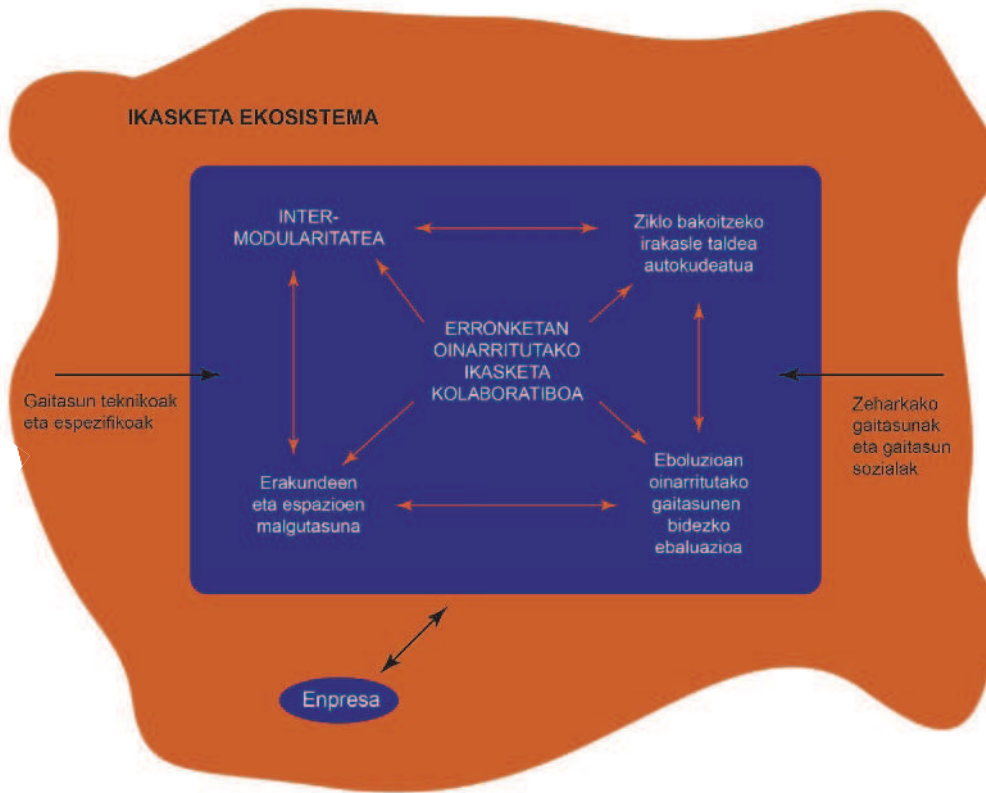 IKASKETA EKOSISTEMA
INTER-
MODULARITATEA
Ziklo bakoitzeko
irakasle taldea
autokudeatua
ERRONKETAN
OINARRITUTAKO
IKASKETA
KOLABORATIBOA
Gaitasun teknikoak
eta espezifikoak
Zeharkako
gaitasunak
eta gaitasun
sozialak
Erakundeen
eta espazioen
malgutasuna
Eboluzioan
oinarritutako
gaitasunen
bidezko
ebaluazioa
Enpresa